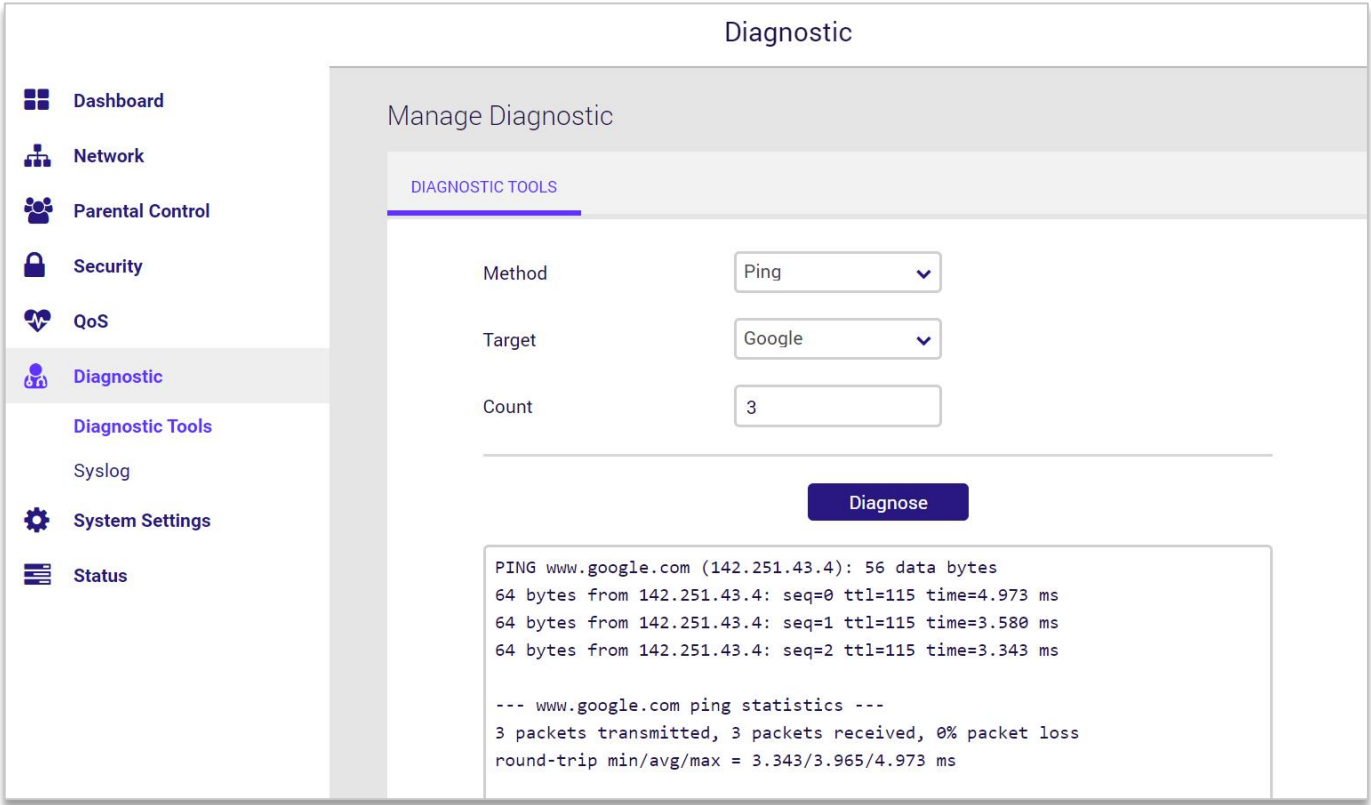 Diagnostic
Dashboard
Network
Parental Control
Security
QoS
Diagnostic
Diagnostic Tools
Syslog
System Settings
Status
Manage Diagnostic
DIAGNOSTIC TOOLS
Method Ping
Target Google
Count 3
Diagnose
PING www.google.com (142.251.43.4): 56 data bytes
64 bytes from 142.251.43.4: seq=0 ttl=115 time=4.973 ms
64 bytes from 142.251.43.4: seq=1 ttl=115 time=3.580 ms
64 bytes from 142.251.43.4: seq=2 ttl=115 time=3.343 ms
--- www.google.com ping statistics ---
3 packets transmitted, 3 packets received, 0% packet loss
round-trip min/avg/max = 3.343/3.965/4.973 ms